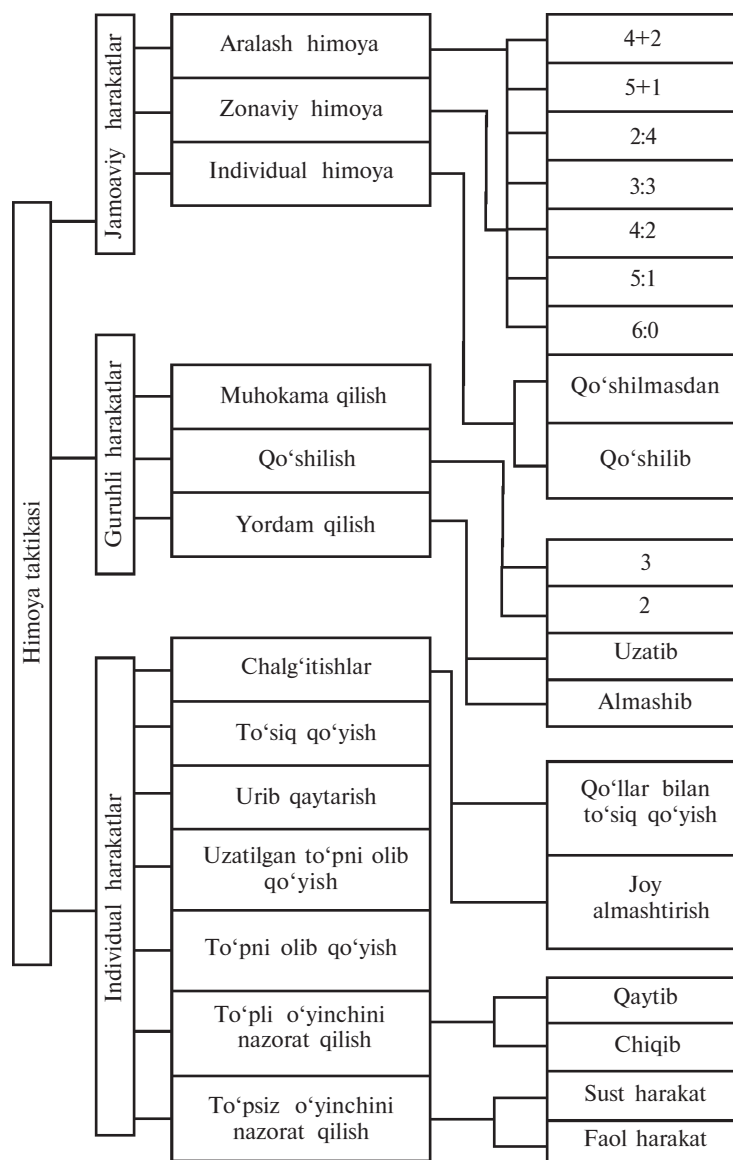 Himoya taktikasi
Jamoaviy harakatlar
Aralash himoya
Zonaviy himoya
Individual himoya
4+2
5+1
2:4
3:3
4:2
5:1
6:0
Qo‘shilmasdan
Qo‘shilib
Guruhli harakatlar
Muhokama qilish
Qo‘shilish
Yordam qilish
3
2
Uzatib
Almashib
Individual harakatlar
Chalg‘itishlar
To‘siq qo‘yish
Urib qaytarish
Uzatilgan to‘pni olib
qo‘yish
To‘pni olib qo‘yish
To‘pli o‘yinchini
nazorat qilish
To‘psiz o‘yinchini
nazorat qilish
Qo‘llar bilan
to‘siq qo‘yish
Joy
almashtirish
Qaytib
Chiqib
Sust harakat
Faol harakat